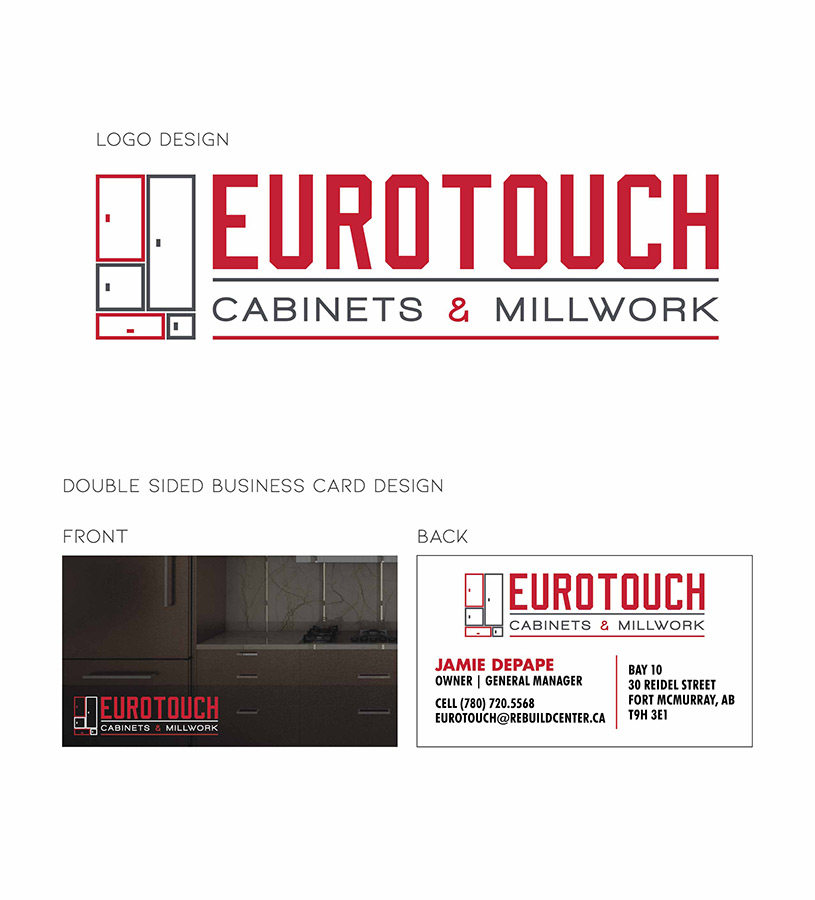 LOGO DESIGN
EUROTOUCH
CABINETS & MILLWORK
DOUBLE SIDED BUSINESS CARD DESIGN
FRONT
BACK
EUROTOUCH
CABINETS & MILLWORK
EUROTOUCH
CABINETS & MILLWORK
JAMIE DEPAPE
OWNER | GENERAL MANAGER
CELL (780) 720.5568
EUROTOUCH@REBUILDCENTER.CA
BAY 10
30 REIDEL STREET
FORT MCMURRAY, AB
T9H 3E1